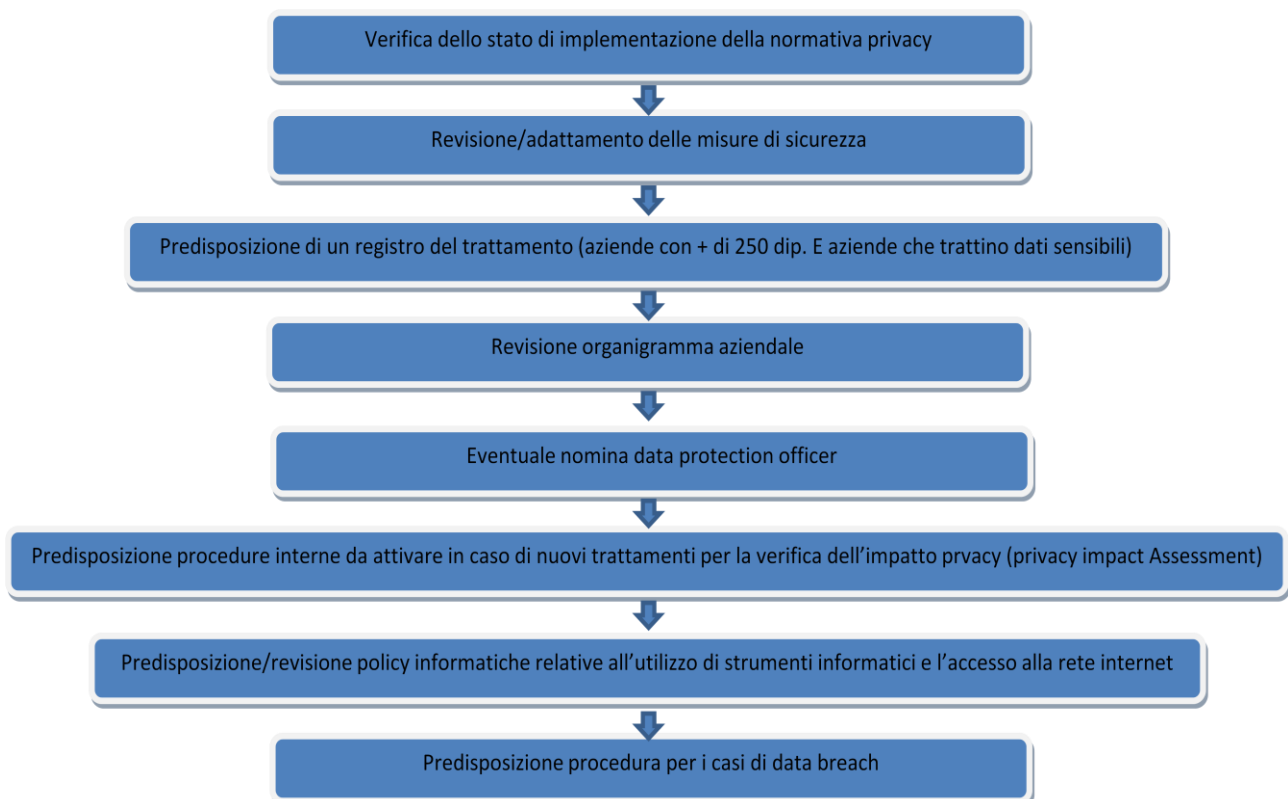 Verifica dello stato di implementazione della normativa privacy
Revisione/adattamento delle misure di sicurezza
Predisposizione di un registro del trattamento (aziende con + di 250 dip. E aziende che trattino dati sensibili)
Revisione organigramma aziendale
Eventuale nomina data protection officer
Predisposizione procedure interne da attivare in caso di nuovi trattamenti per la verifica dell’impatto prvacy (privacy impact Assessment)
Predisposizione/revisione policy informatiche relative all’utilizzo di strumenti informatici e l’accesso alla rete internet
Predisposizione procedura per i casi di data breach